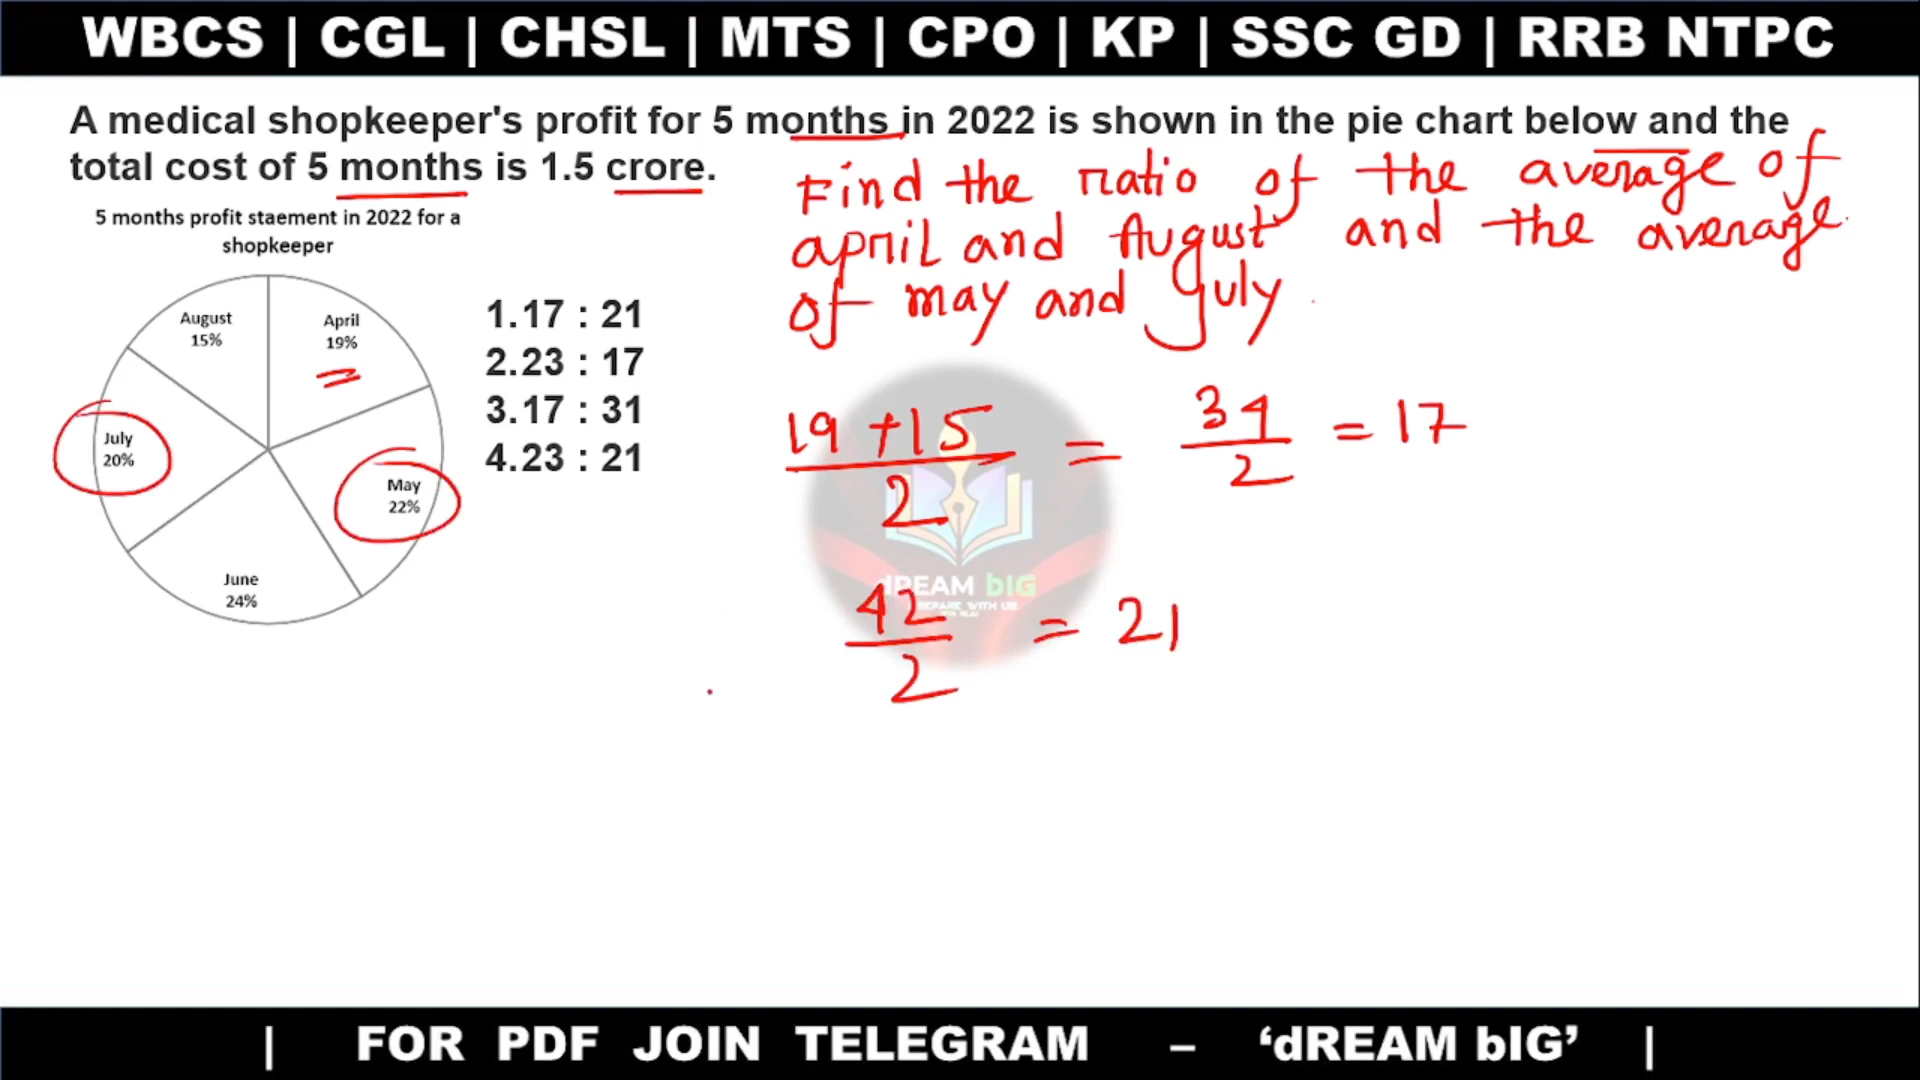 WBCS | CGL | CHSL | MTS | CPO | KP | SSC GD | RRB NTPC
A medical shopkeeper's profit for 5 months in 2022 is shown in the pie chart below and the
total cost of 5 months is 1.5 crore.
Find the ratio of the average of
april and August and the average
of may and july
5 months profit staement in 2022 for a
shopkeeper
August
15%
April
19%
July
20%
May
22%
June
24%
1.17 : 21
2.23 : 17
3.17 : 31
4.23 : 21
19+15/2 = 34/2 = 17
42/2 = 21
dREAM bIG
PREPARE WITH US
| FOR PDF JOIN TELEGRAM – ‘dREAM bIG’ |